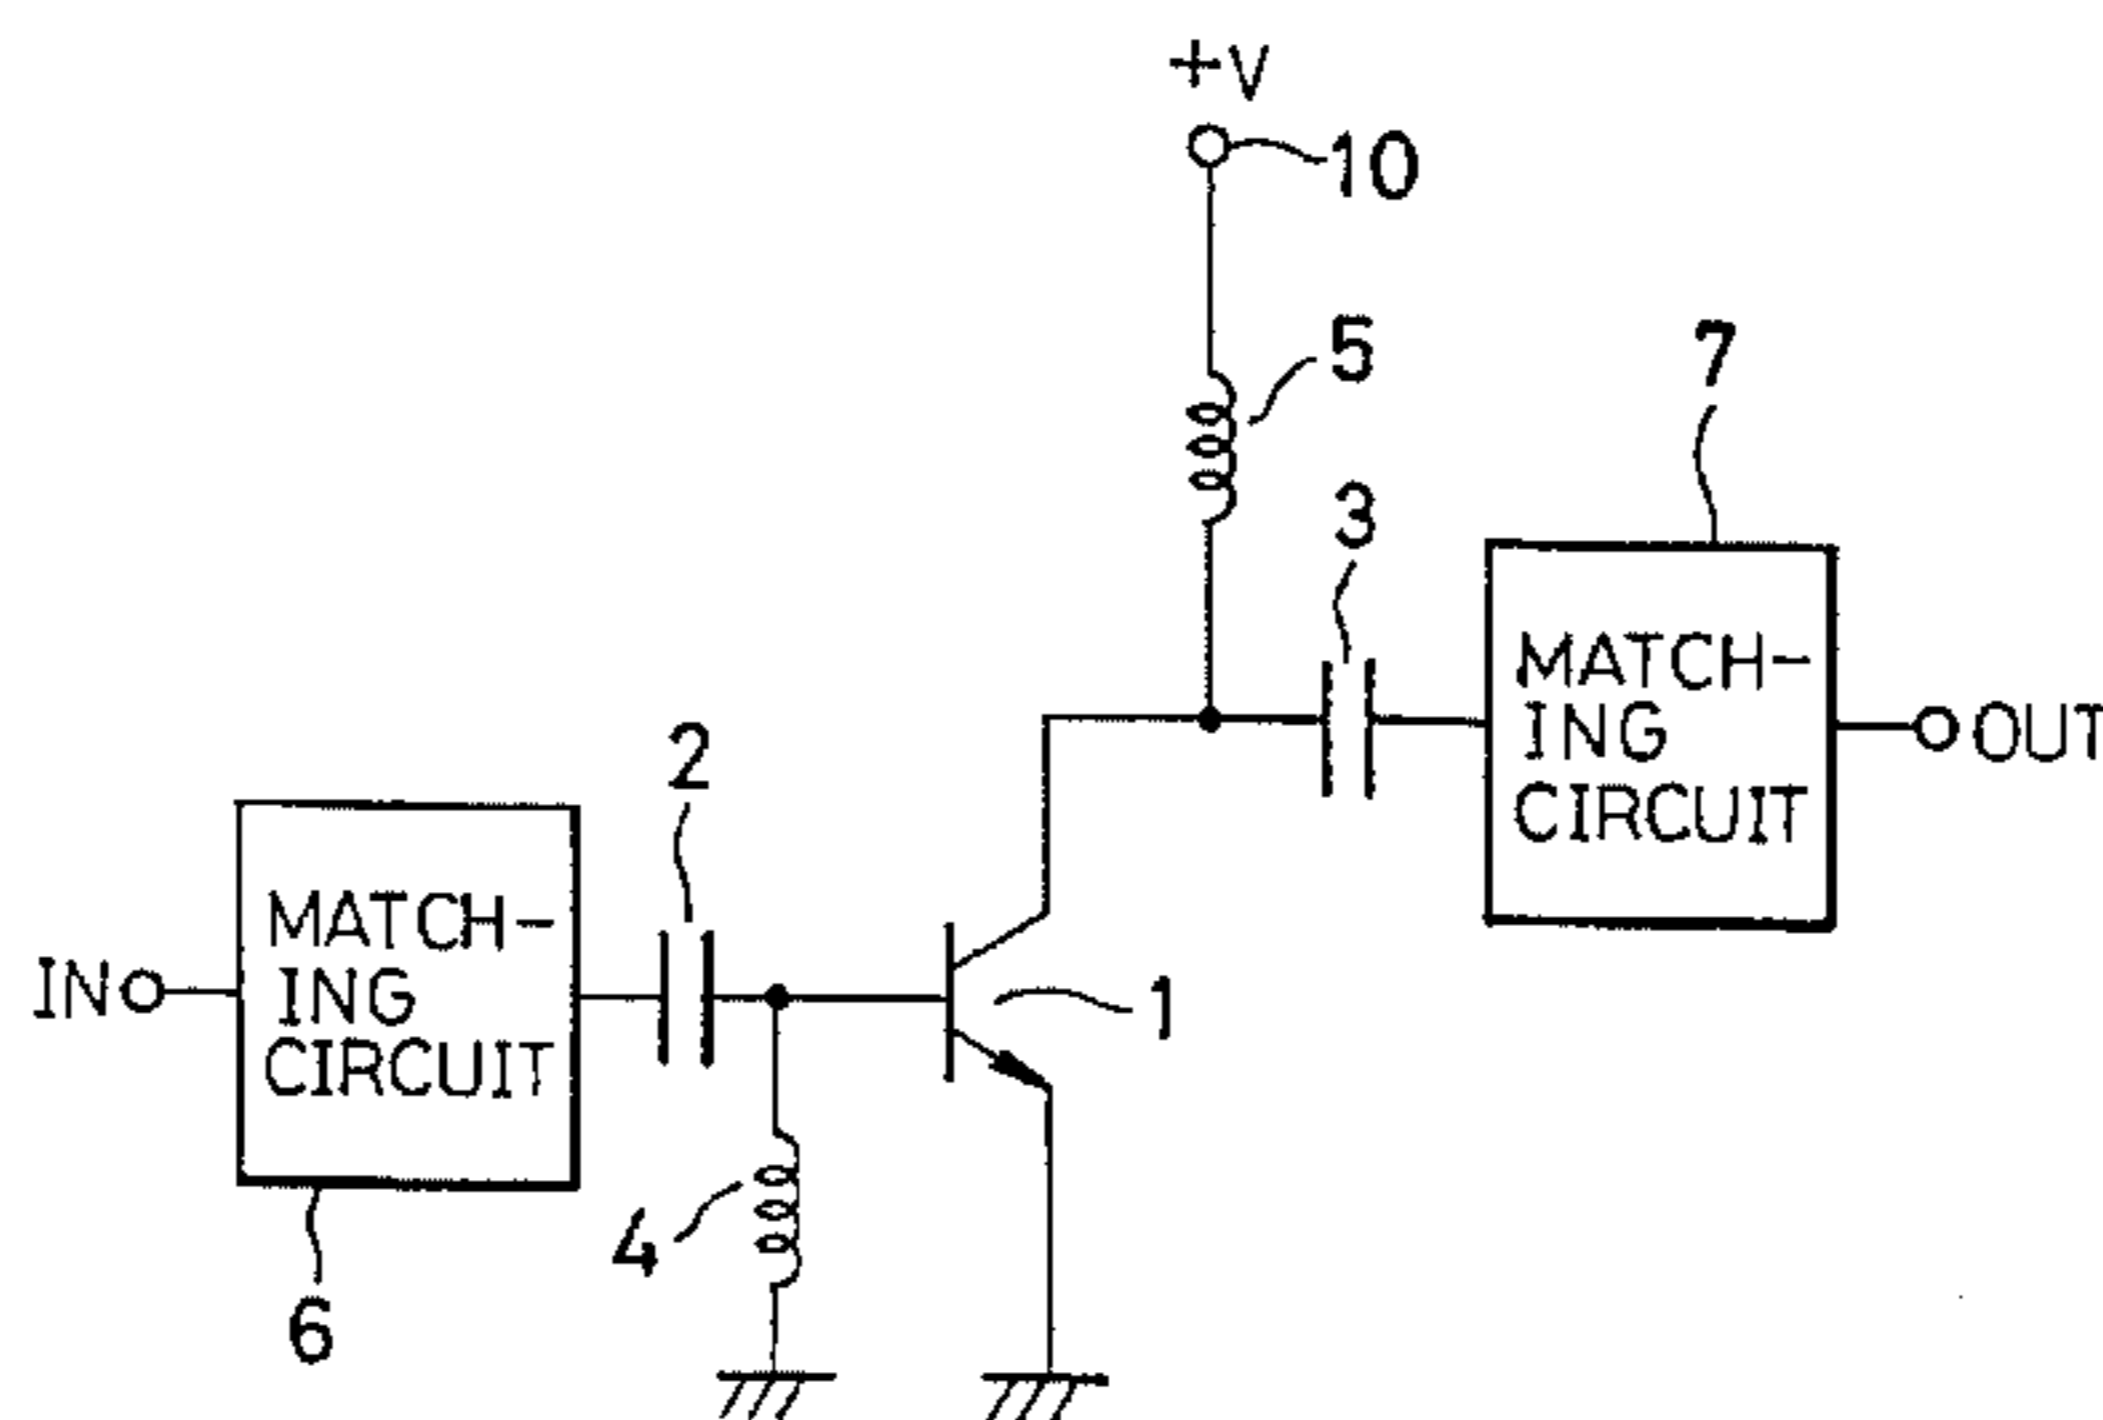 +V
10
5
7
3
MATCH-
ING
CIRCUIT
OUT
2
MATCH-
ING
CIRCUIT
IN
1
4
6